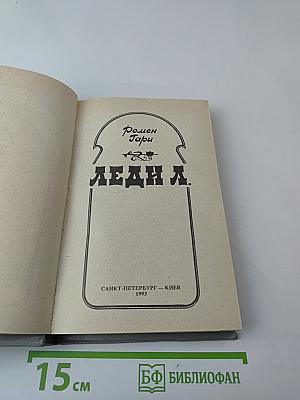 Ромен
Гари
ЛЕДИ Л.
САНКТ-ПЕТЕРБУРГ — КИЕВ
1993
15 см
БФ БИБЛИОФАН